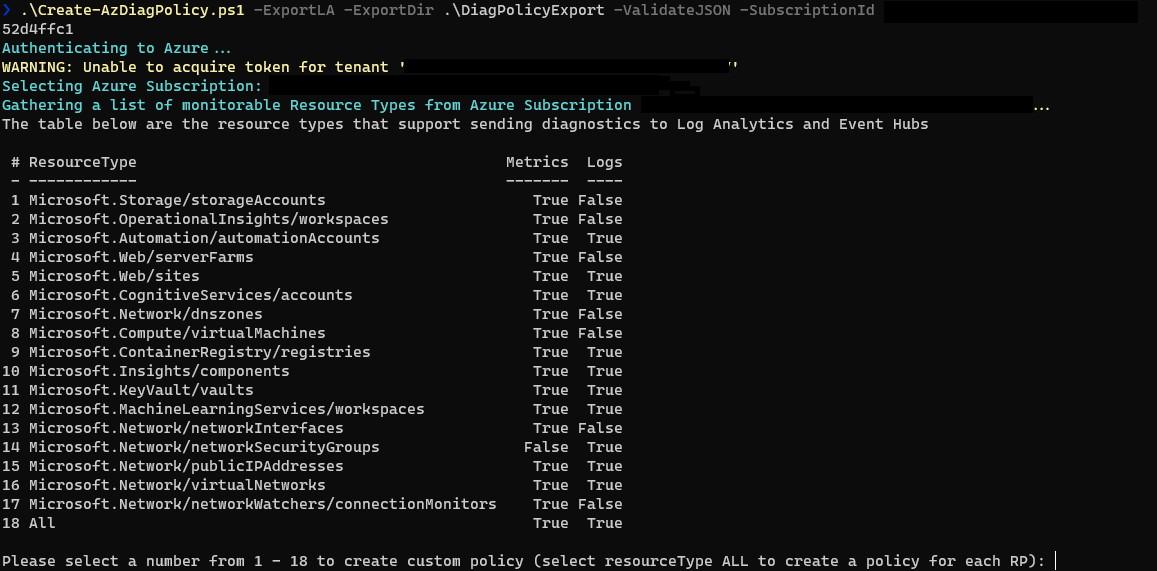 ❯ .\Create-AzDiagPolicy.ps1 -ExportLA -ExportDir .\DiagPolicyExport -ValidateJSON -SubscriptionId
52d4ffc1
Authenticating to Azure...
WARNING: Unable to acquire token for tenant ' '
Selecting Azure Subscription:
Gathering a list of monitorable Resource Types from Azure Subscription ...
The table below are the resource types that support sending diagnostics to Log Analytics and Event Hubs
# ResourceType Metrics Logs
- ------------ ------- ----
1 Microsoft.Storage/storageAccounts True False
2 Microsoft.OperationalInsights/workspaces True False
3 Microsoft.Automation/automationAccounts True True
4 Microsoft.Web/serverFarms True False
5 Microsoft.Web/sites True True
6 Microsoft.CognitiveServices/accounts True True
7 Microsoft.Network/dnszones True False
8 Microsoft.Compute/virtualMachines True False
9 Microsoft.ContainerRegistry/registries True True
10 Microsoft.Insights/components True True
11 Microsoft.KeyVault/vaults True True
12 Microsoft.MachineLearningServices/workspaces True True
13 Microsoft.Network/networkInterfaces True False
14 Microsoft.Network/networkSecurityGroups False True
15 Microsoft.Network/publicIPAddresses True True
16 Microsoft.Network/virtualNetworks True True
17 Microsoft.Network/networkWatchers/connectionMonitors True False
18 All True True
Please select a number from 1 - 18 to create custom policy (select resourceType ALL to create a policy for each RP):